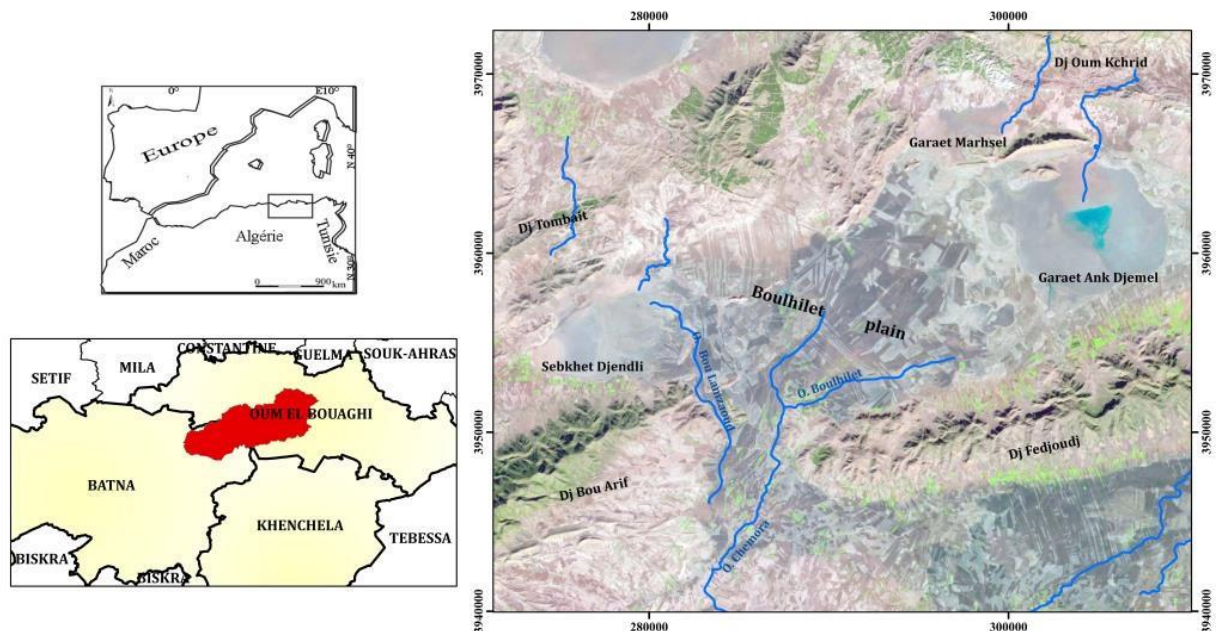 0°
E10°
Europe
N 40°
Algérie
Maroc
Tunisie
N 30°
0 900
km
CONSTANTINE
GUELMA
SOUK-AHRAS
MILA
SETIF
OUM EL BOUAGHI
BATNA
KHENCHELA
TEBESSA
BISKRA
BISKRA
280000
300000
3970000
3970000
Dj Oum Kchrid
Garaet Marhsel
Dj Tombait
3960000
3960000
Garaet Ank Djemel
Boulhilet
plain
Sebkhet Djendli
O. Bou Lamzaoud
O. Boulhilet
3950000
3950000
Dj Fedjoudj
Dj Bou Arif
O. Chemora
3940000
3940000
280000
300000